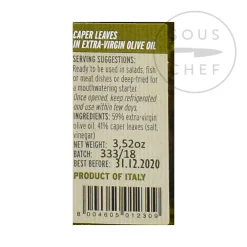 SOUS
CHEF
CAPER LEAVES
IN EXTRA-VIRGIN OLIVE OIL
SERVING SUGGESTIONS:
Ready to be used in salads, fish
or meat dishes or deep-fried for
a mouthwatering starter
Once opened, keep refrigerated
and use within few days.
INGREDIENTS: 59% extra-virgin
olive oil, 41% caper leaves (salt,
vinegar)
NET WEIGHT: 3,52oz
BATCH: 333/18
BEST BEFORE: 31.12.2020
PRODUCT OF ITALY
8 004605 012309